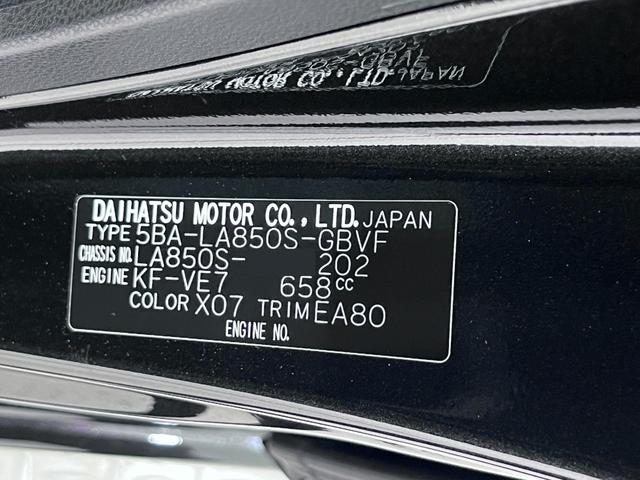 DAIHATSU MOTOR CO., LTD. JAPAN
TYPE 5BA-LA850S-GBVF
CHASSIS NO. LA850S- 202
ENGINE KF-VE7 658CC
COLOR X07 TRIM EA80
ENGINE NO.